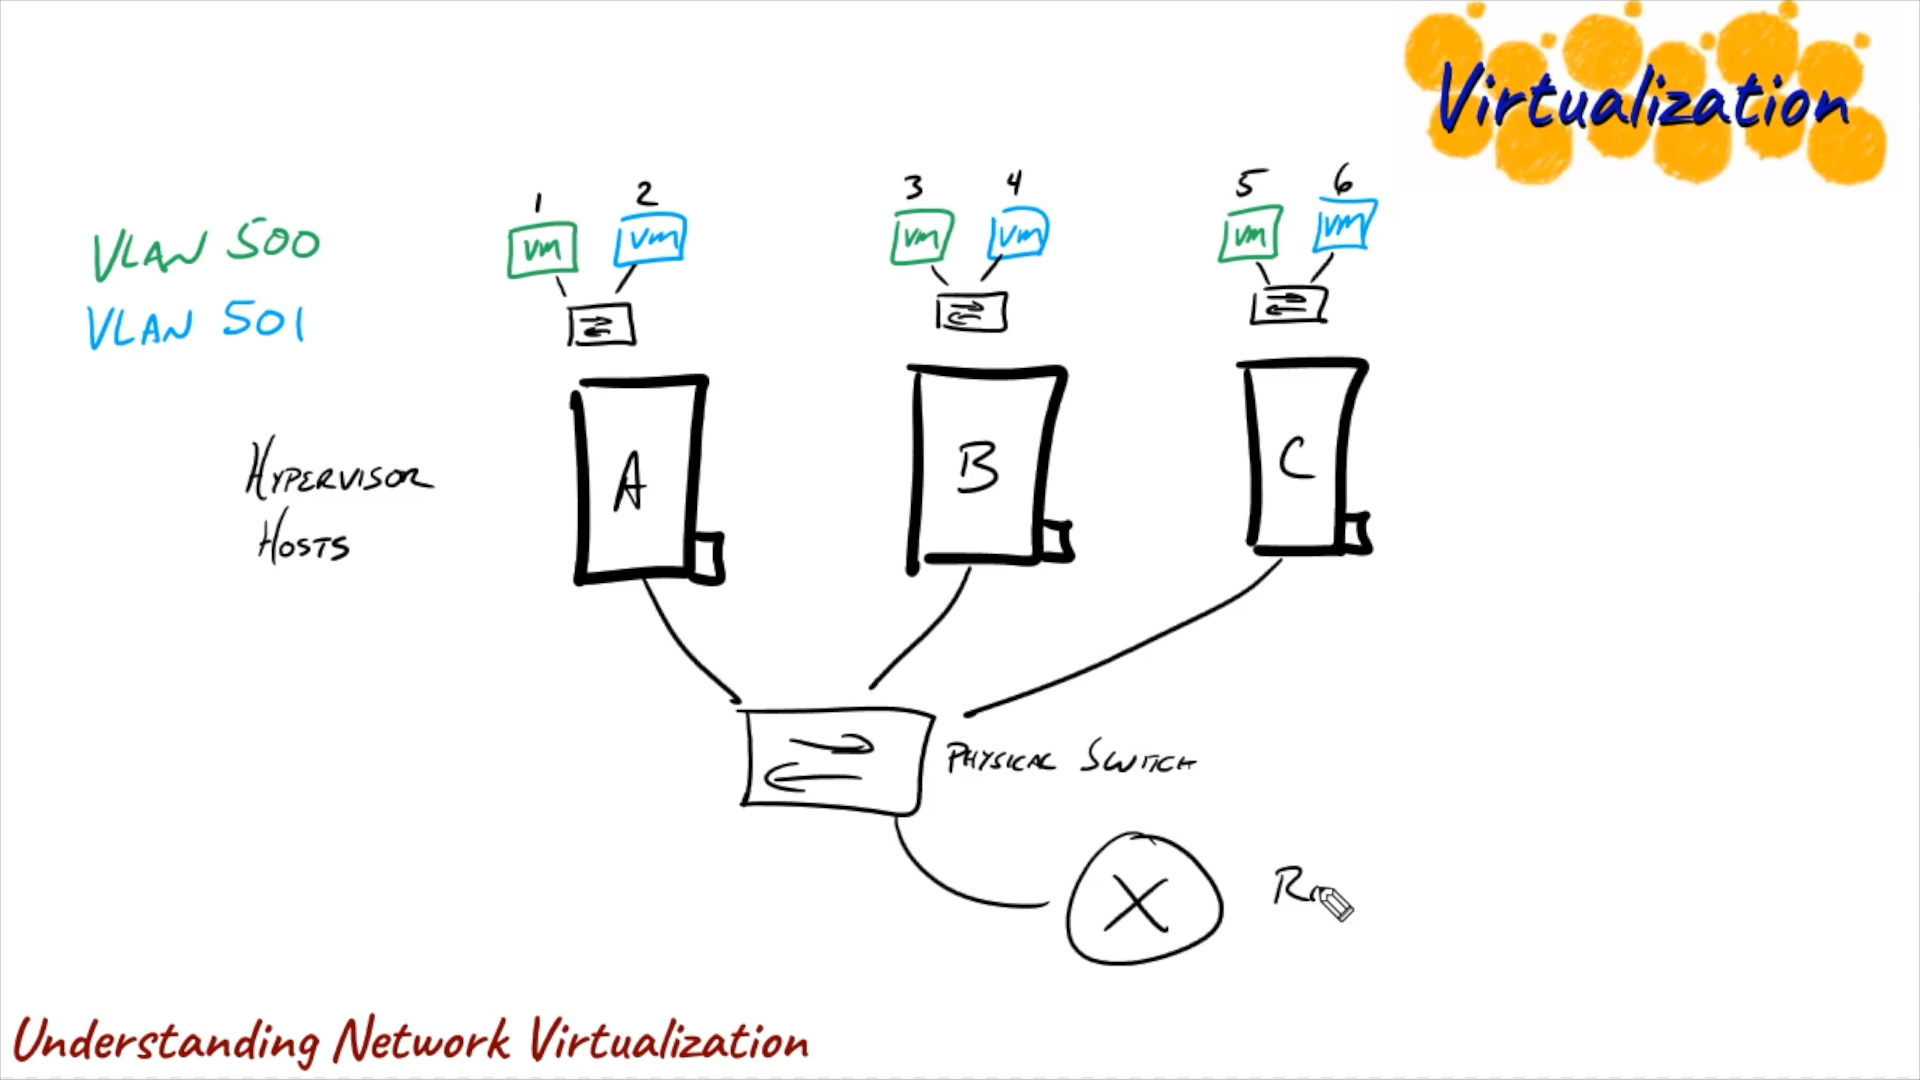 Virtualization
1 2 3 4 5 6
vm vm vm vm vm vm
VLAN 500
VLAN 501
A B C
HYPERVISOR
HOSTS
PHYSICAL SWITCH
X
Understanding Network Virtualization